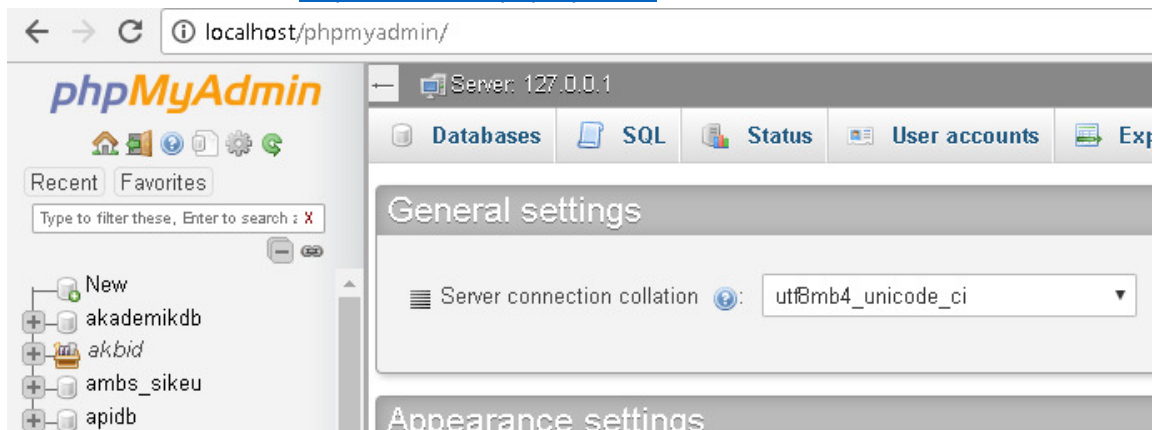 localhost/phpmyadmin/
phpMyAdmin
Recent Favorites
Type to filter these, Enter to search a X
New
akademikdb
akbid
ambs_sikeu
apidb
Server: 127.0.0.1
Databases SQL Status User accounts Exp
General settings
Server connection collation : utf8mb4_unicode_ci
Appearance settings